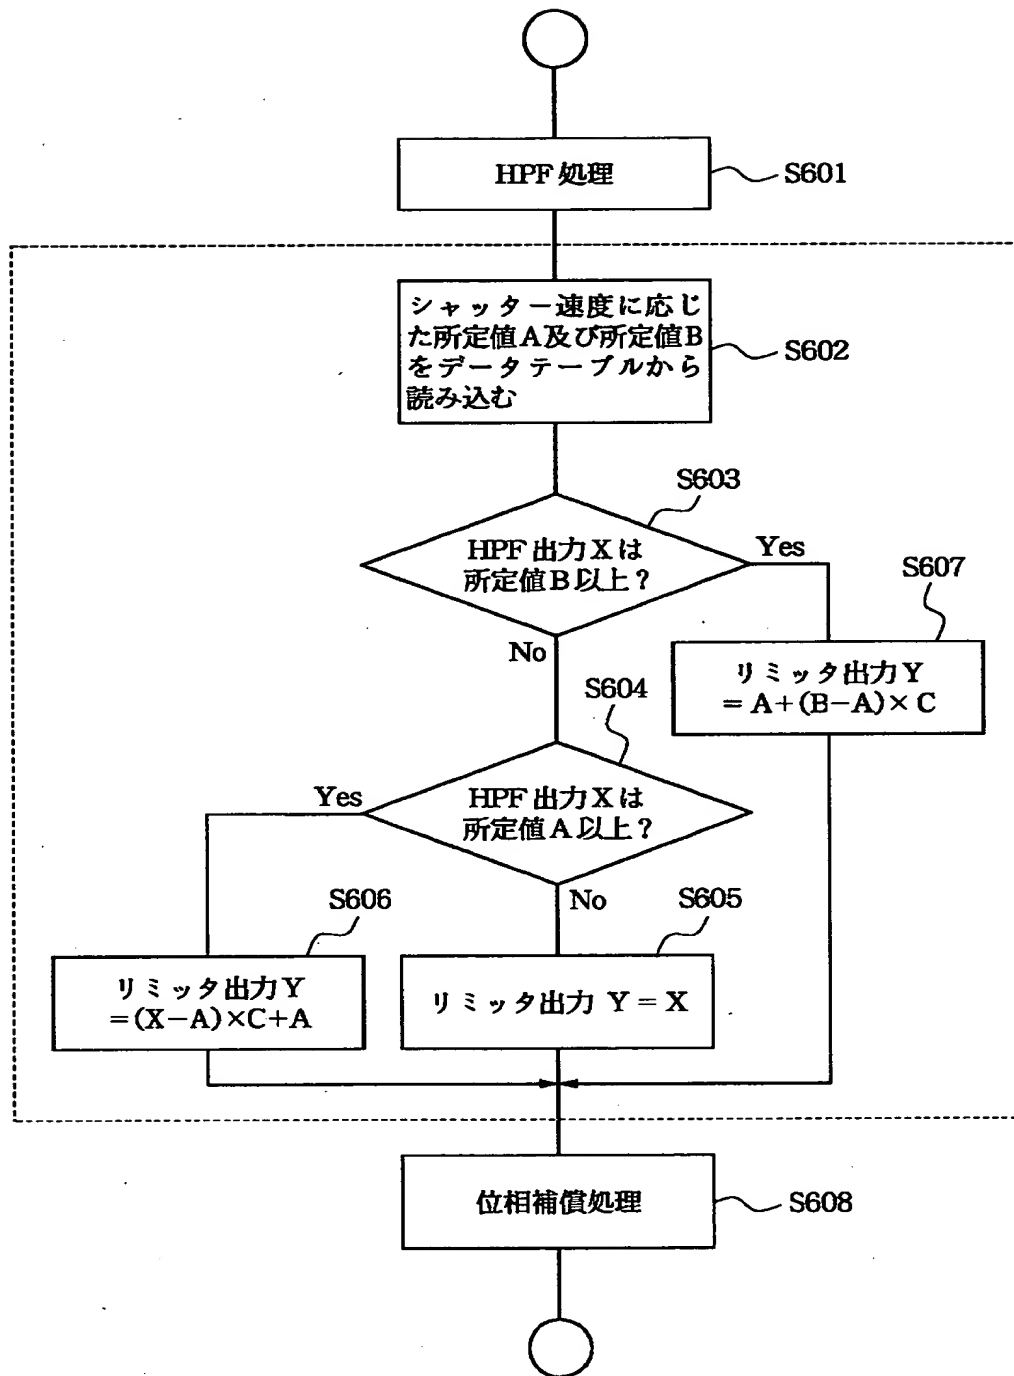 HPF 処理
S601
シャッター速度に応じ
た所定値A及び所定値B
をデータテーブルから
読み込む
S602
S603
HPF 出力 X は
所定値 B 以上？
Yes
No
S607
リミッタ出力 Y
= A+(B−A)× C
S604
HPF 出力 X は
所定値 A 以上？
Yes
No
S606
リミッタ出力 Y
=(X−A)×C+A
S605
リミッタ出力 Y = X
位相補償処理
S608